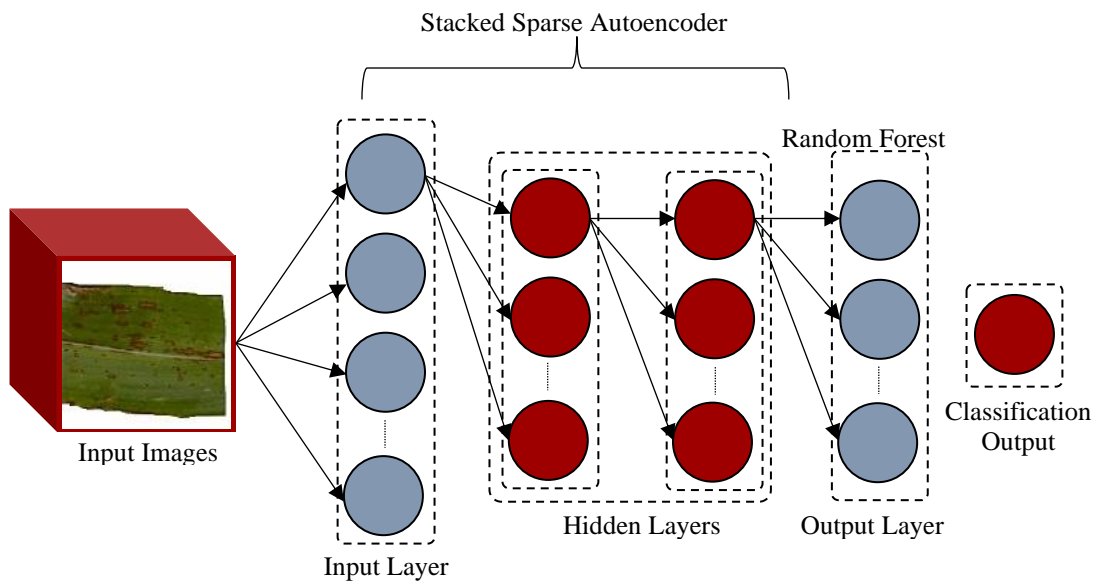 Stacked Sparse Autoencoder
Random Forest
Input Images
Input Layer
Hidden Layers
Output Layer
Classification
Output